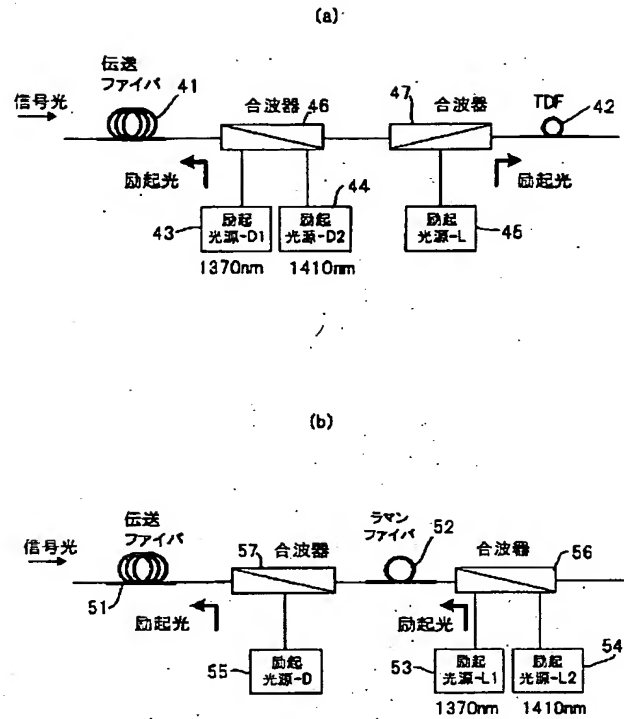 (a)
伝送
ファイバ 41
信号光
合波器 46
47 合波器
TDF 42
励起光
励起光
43
励起
光源-D1
44
励起
光源-D2
励起
光源-L
45
1370nm 1410nm
(b)
伝送
ファイバ
信号光
57 合波器
ラマン
ファイバ
52
合波器
56
51
励起光
励起光
55
励起
光源-D
53
励起
光源-L1
励起
光源-L2
54
1370nm 1410nm